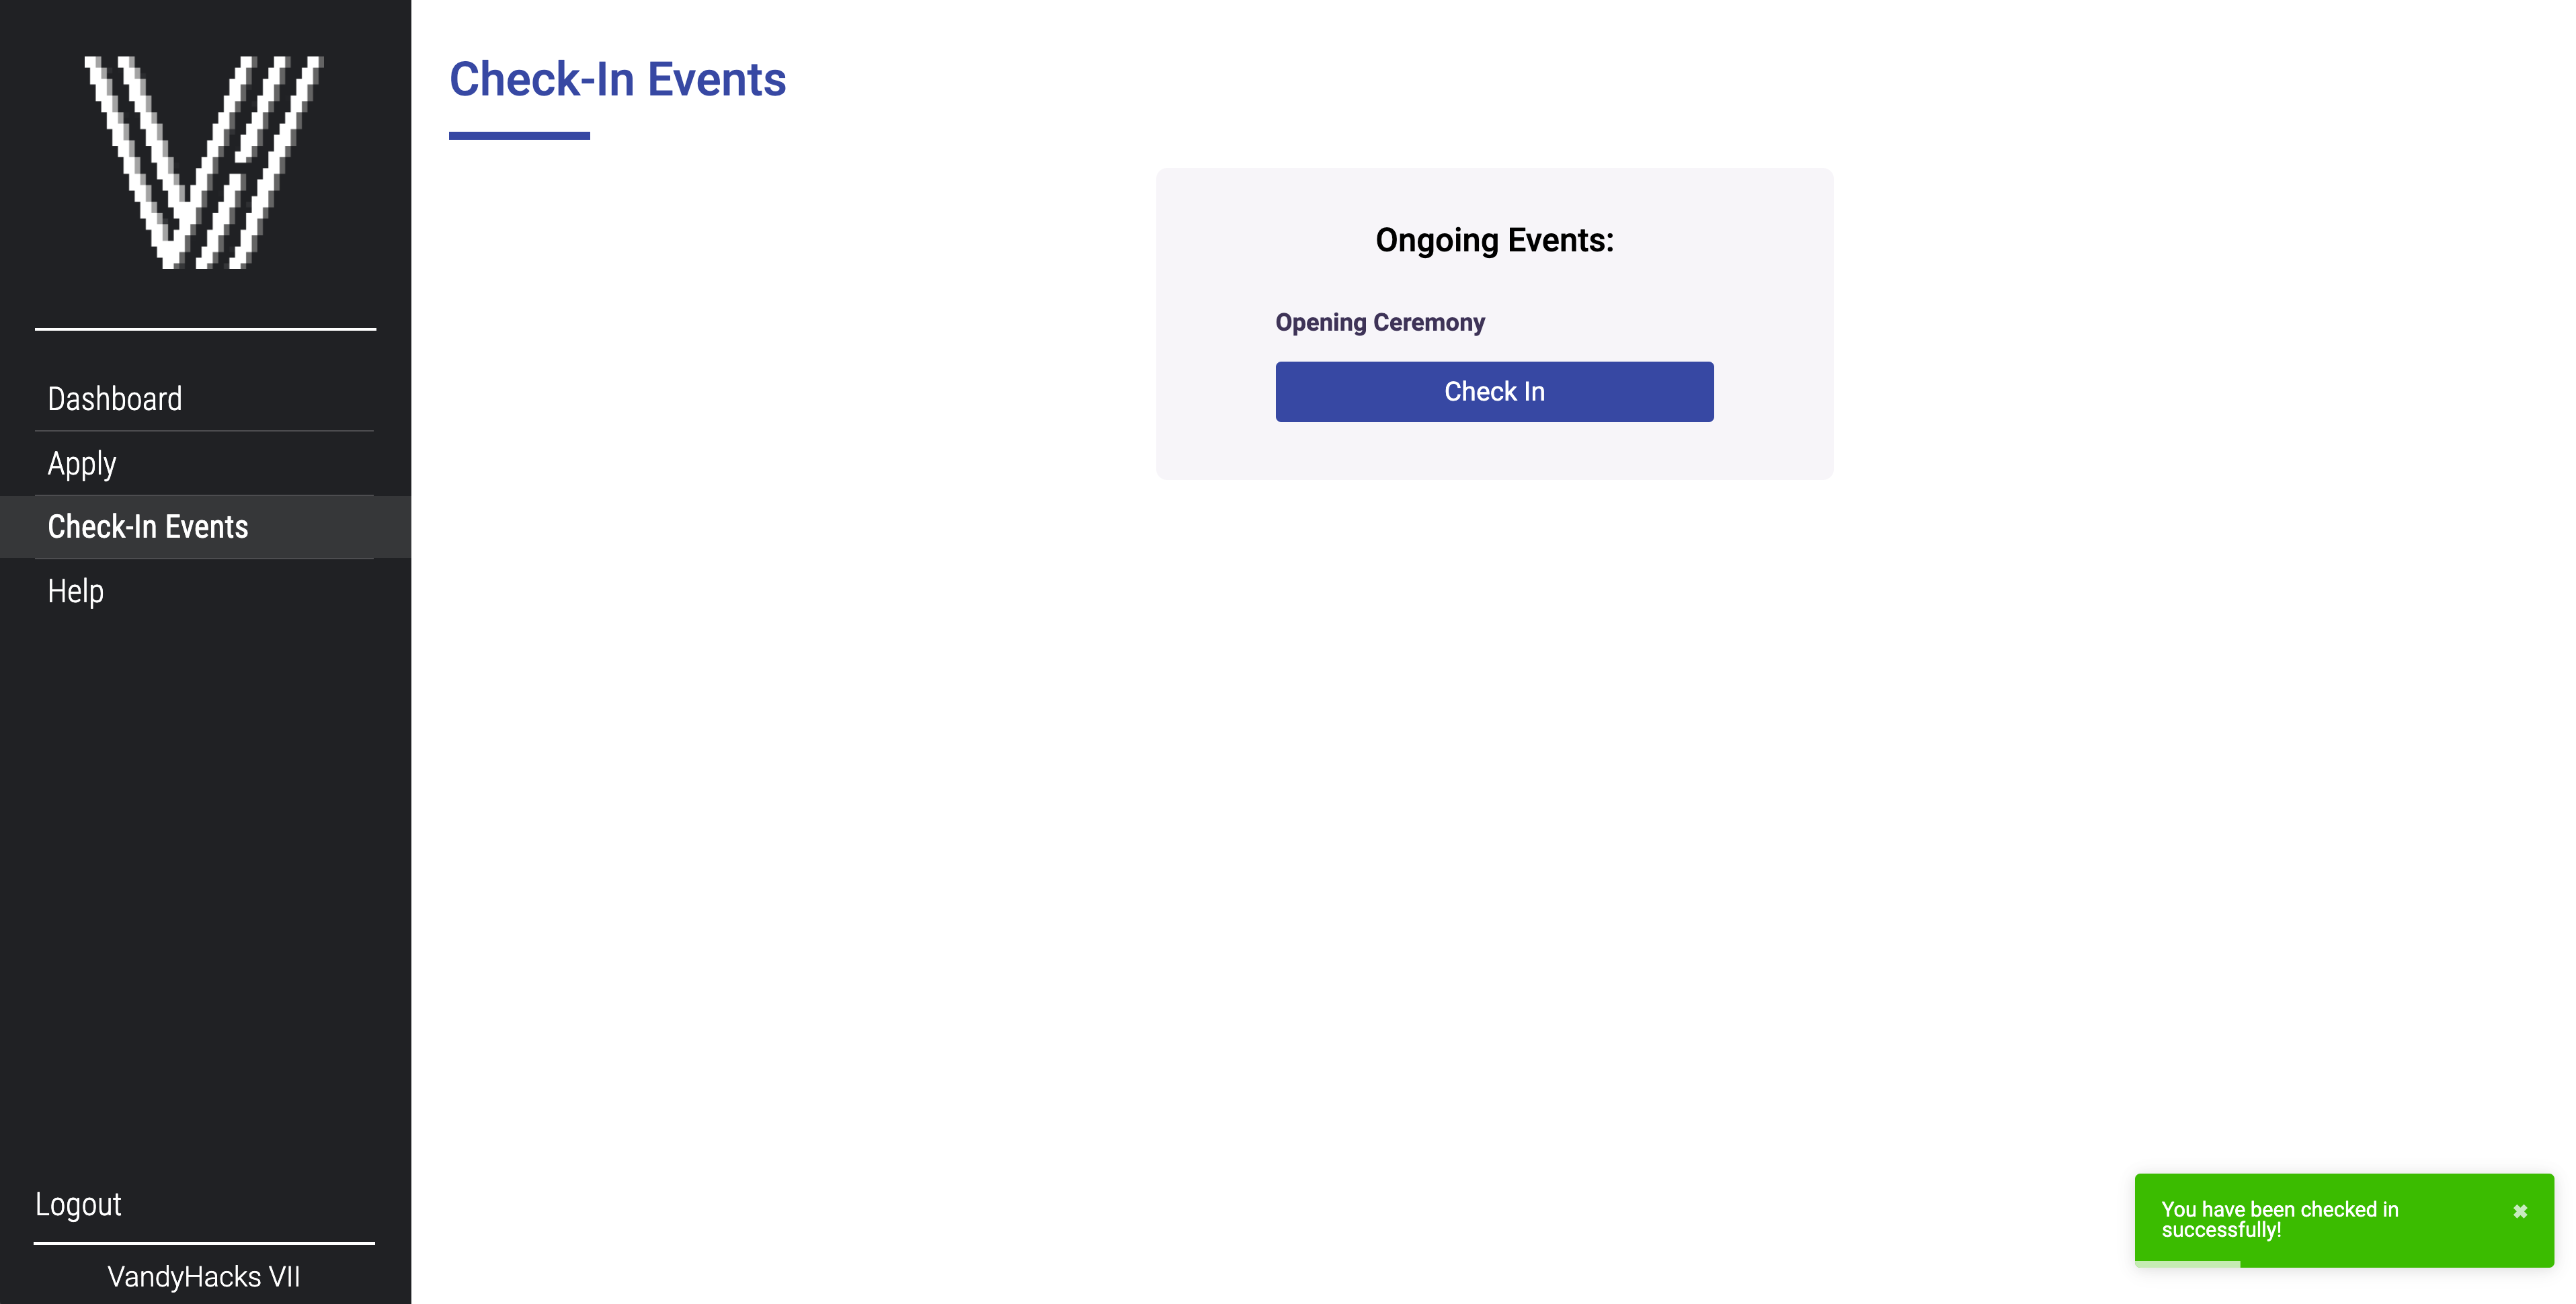 Dashboard
Apply
Check-In Events
Help
Logout
VandyHacks VII
Check-In Events
Ongoing Events:
Opening Ceremony
Check In
You have been checked in
successfully!